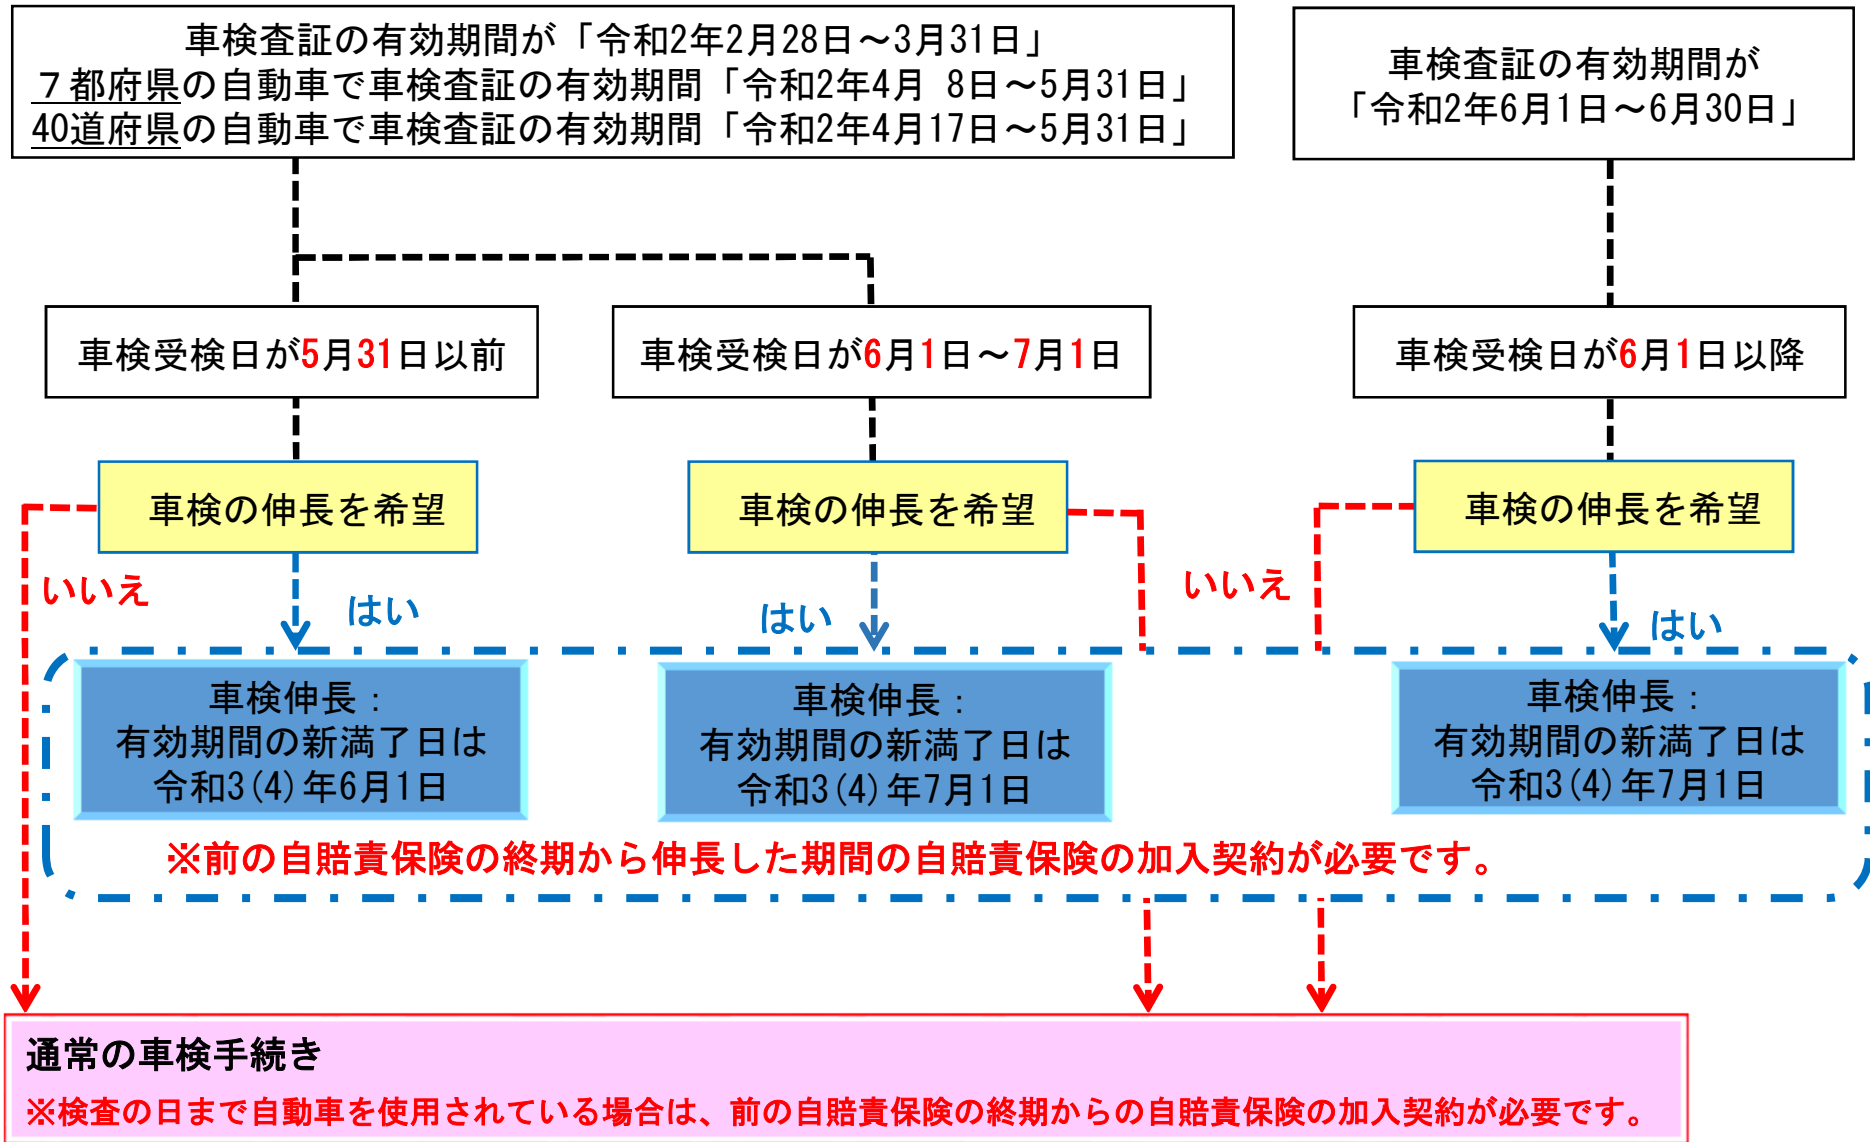 車検査証の有効期間が「令和2年2月28日～3月31日」
７都府県の自動車で車検査証の有効期間「令和2年4月 8日～5月31日」
40道府県の自動車で車検査証の有効期間「令和2年4月17日～5月31日」
車検査証の有効期間が
「令和2年6月1日～6月30日」
車検受検日が5月31日以前
車検受検日が6月1日～7月1日
車検受検日が6月1日以降
車検の伸長を希望
車検の伸長を希望
車検の伸長を希望
いいえ
はい
はい
いいえ
はい
車検伸長：
有効期間の新満了日は
令和3(4)年6月1日
車検伸長：
有効期間の新満了日は
令和3(4)年7月1日
車検伸長：
有効期間の新満了日は
令和3(4)年7月1日
※前の自賠責保険の終期から伸長した期間の自賠責保険の加入契約が必要です。
通常の車検手続き
※検査の日まで自動車を使用されている場合は、前の自賠責保険の終期からの自賠責保険の加入契約が必要です。